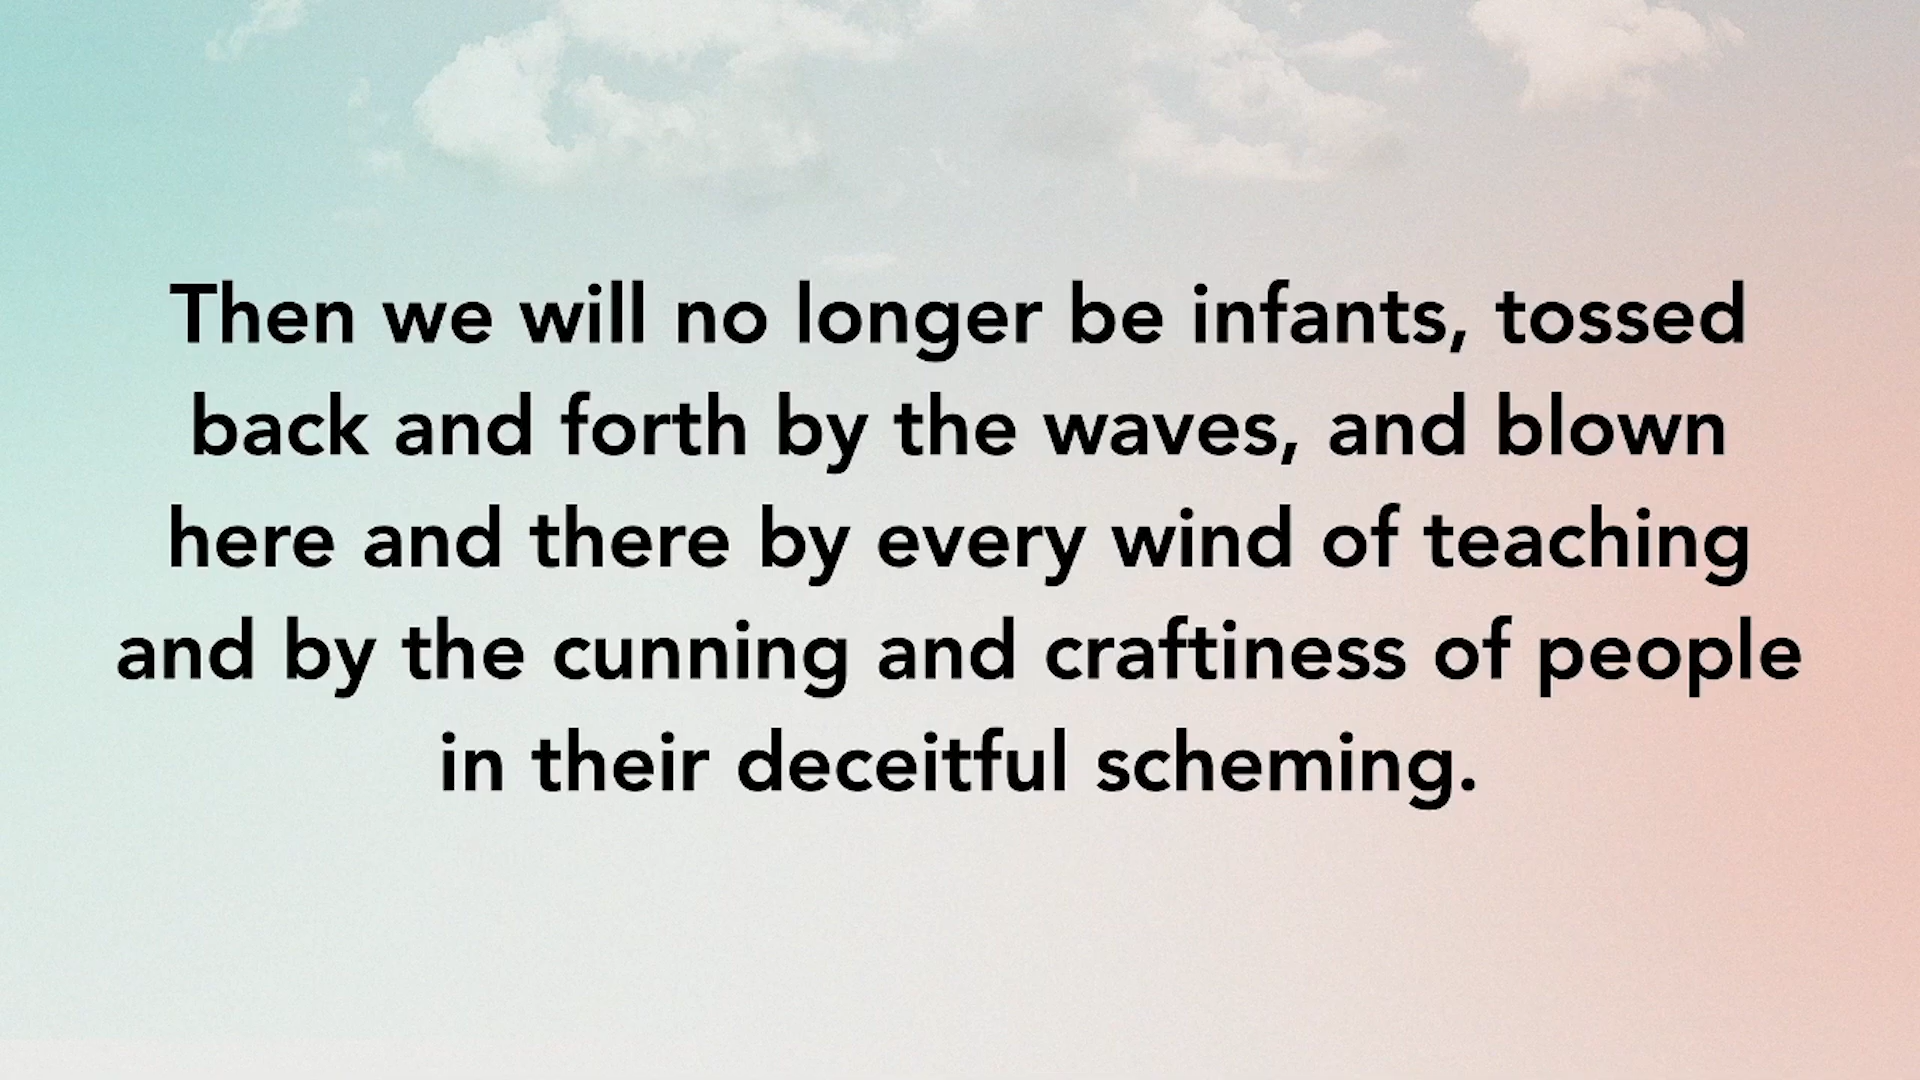 Then we will no longer be infants, tossed
back and forth by the waves, and blown
here and there by every wind of teaching
and by the cunning and craftiness of people
in their deceitful scheming.